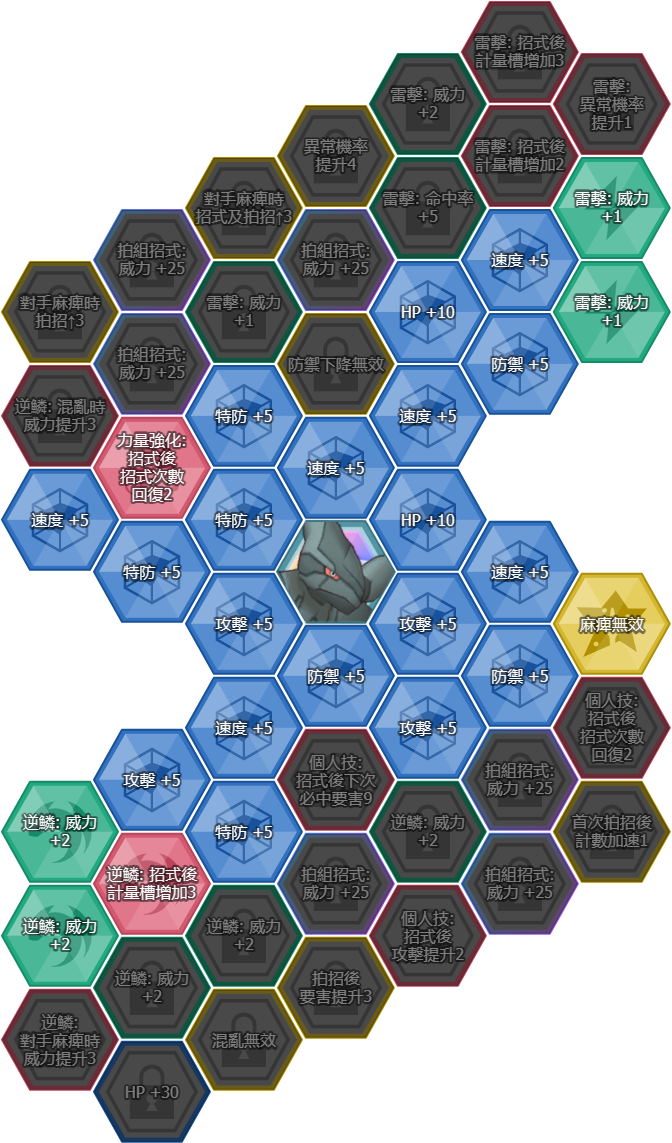 雷擊: 招式後
計量槽增加3
雷擊: 威力
+2
雷擊:
異常機率
提升1
異常機率
提升4
雷擊: 招式後
計量槽增加2
對手麻痺時
招式及拍招↑3
雷擊: 命中率
+5
雷擊: 威力
+1
拍組招式:
威力 +25
拍組招式:
威力 +25
速度 +5
對手麻痺時
拍招↑3
雷擊: 威力
+1
HP +10
雷擊: 威力
+1
拍組招式:
威力 +25
防禦下降無效
防禦 +5
逆鱗: 混亂時
威力提升3
特防 +5
速度 +5
力量強化:
招式後
招式次數
回復2
速度 +5
速度 +5
特防 +5
HP +10
特防 +5
速度 +5
攻擊 +5
攻擊 +5
麻痺無效
防禦 +5
防禦 +5
速度 +5
攻擊 +5
個人技:
招式後
招式次數
回復2
攻擊 +5
個人技:
招式後下次
必中要害9
拍組招式:
威力 +25
逆鱗: 威力
+2
特防 +5
逆鱗: 威力
+2
首次拍招後
計數加速1
逆鱗: 招式後
計量槽增加3
拍組招式:
威力 +25
拍組招式:
威力 +25
逆鱗: 威力
+2
逆鱗: 威力
+2
個人技:
招式後
攻擊提升2
逆鱗: 威力
+2
拍招後
要害提升3
逆鱗:
對手麻痺時
威力提升3
混亂無效
HP +30